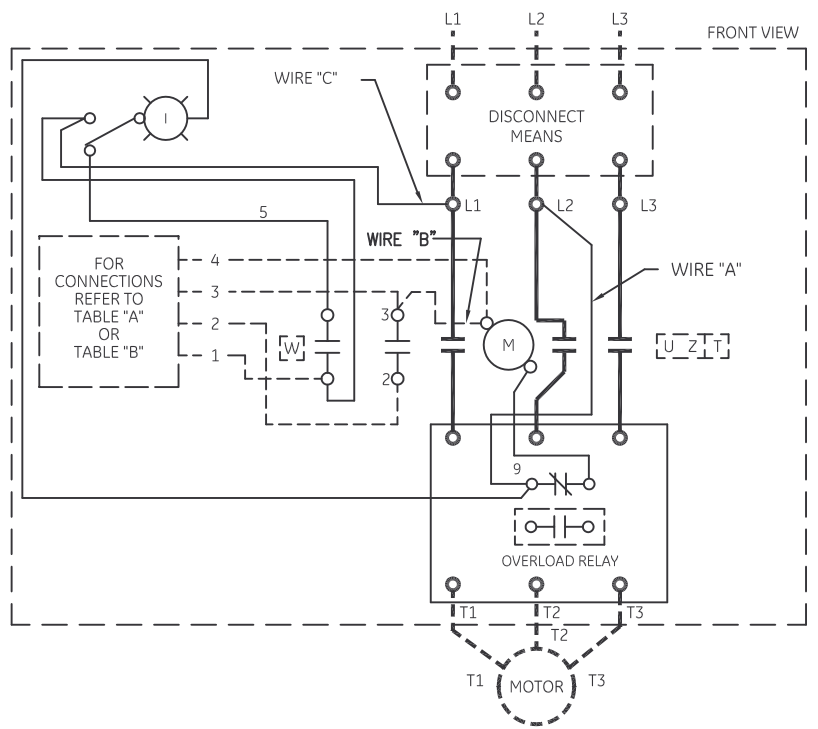 L1 L2 L3
FRONT VIEW
WIRE "C"
DISCONNECT
MEANS
I
L1 L2 L3
5
WIRE "B"
WIRE "A"
FOR
CONNECTIONS
REFER TO
TABLE "A"
OR
TABLE "B"
4
3
2
1
3
2
W
M
U Z T
9
OVERLOAD RELAY
T1 T2 T3
T2
T1 MOTOR T3